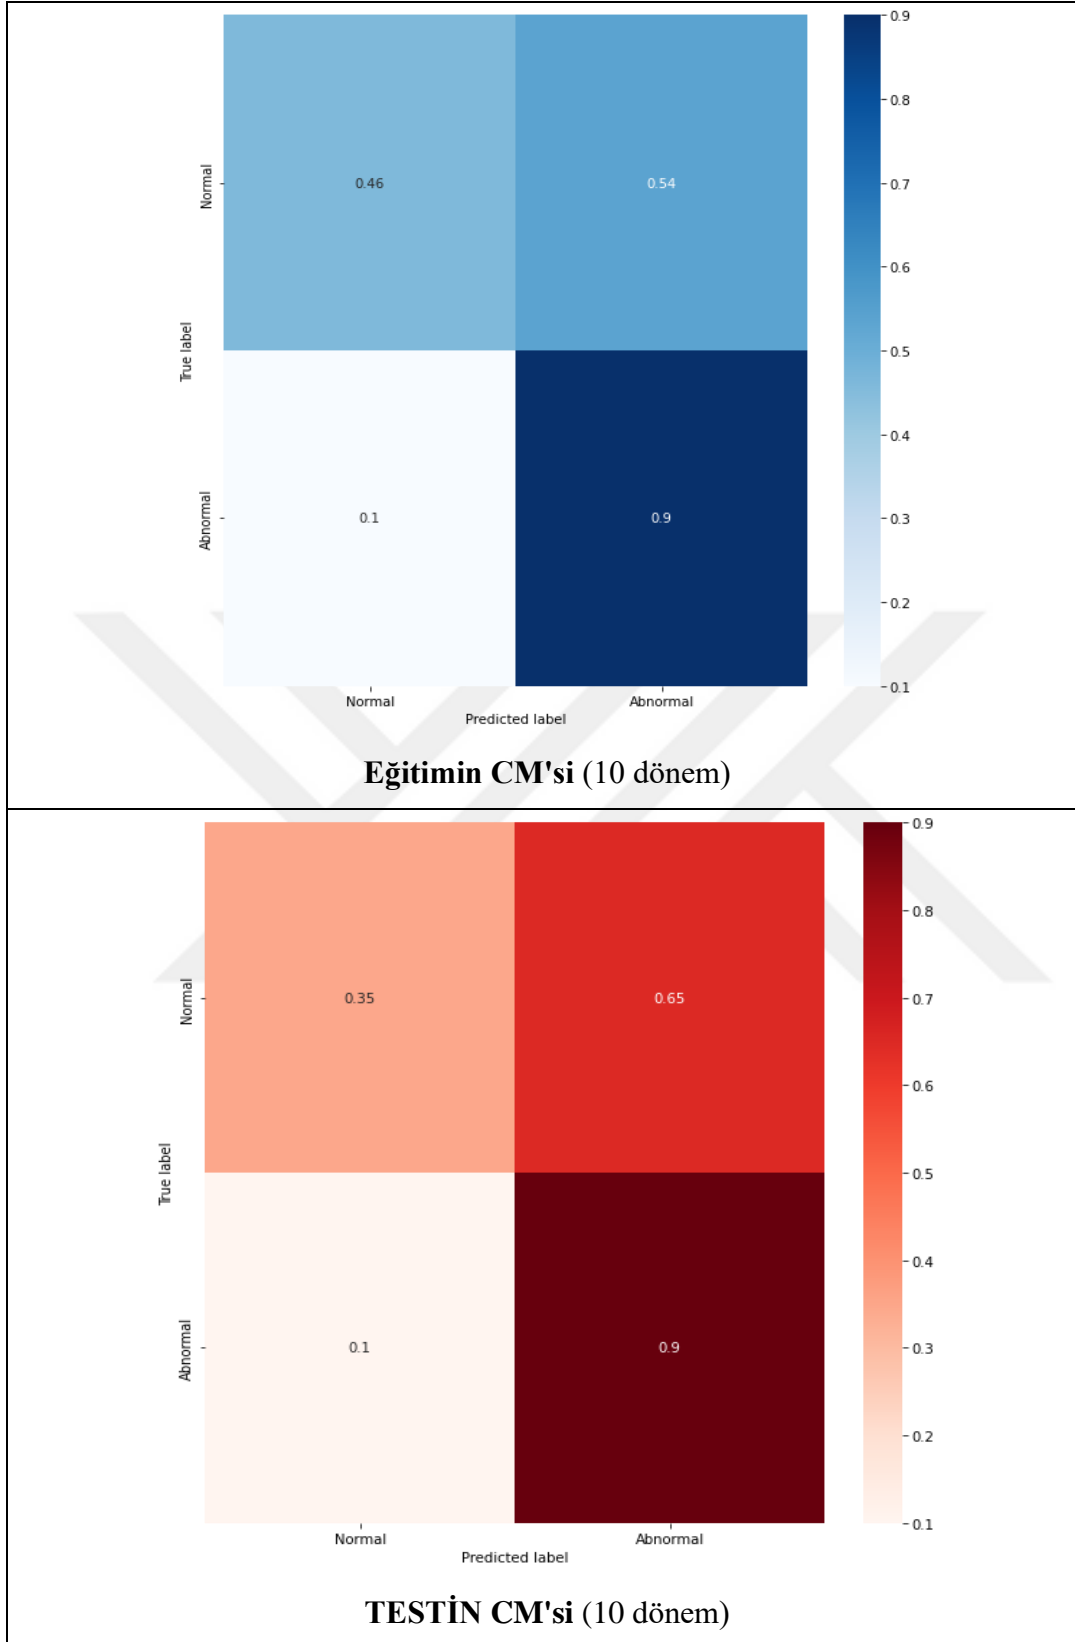 0.9
0.8
0.7
0.6
0.5
0.4
0.3
0.2
0.1
True label
Normal
0.46
0.54
Abnormal
0.1
0.9
Normal
Abnormal
Predicted label
Eğitimin CM'si (10 dönem)
0.9
0.8
0.7
0.6
0.5
0.4
0.3
0.2
0.1
True label
Normal
0.35
0.65
Abnormal
0.1
0.9
Normal
Abnormal
Predicted label
TESTİN CM'si (10 dönem)